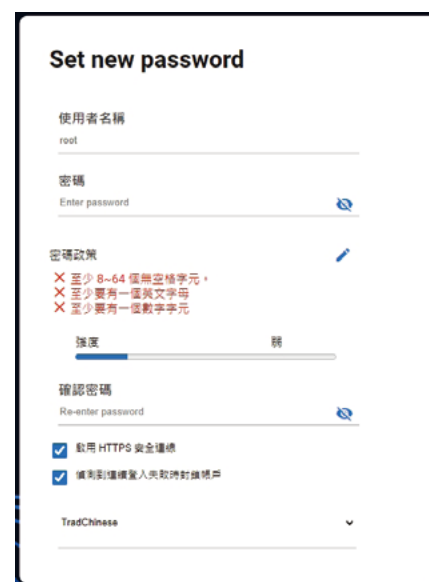 Set new password
使用者名稱
root
密碼
Enter password
密碼政策
至少 8~64 個無空格字元。
至少要有一個英文字母
至少要有一個數字字元
強度 弱
確認密碼
Re-enter password
啟用 HTTPS 安全連線
偵測到連續登入失敗時封鎖帳戶
TradChinese